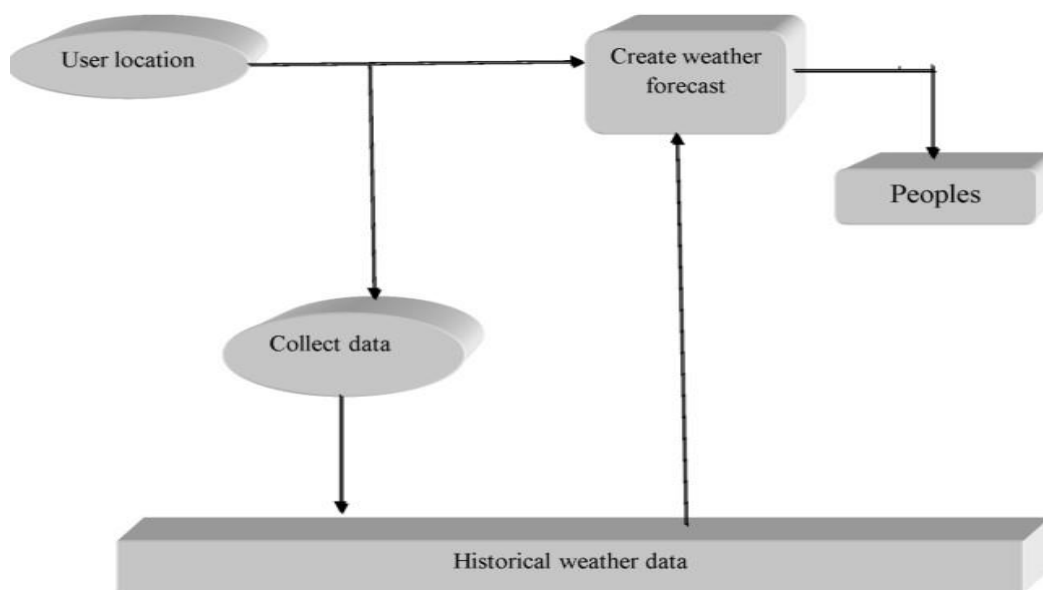 User location
Create weather
forecast
Peoples
Collect data
Historical weather data